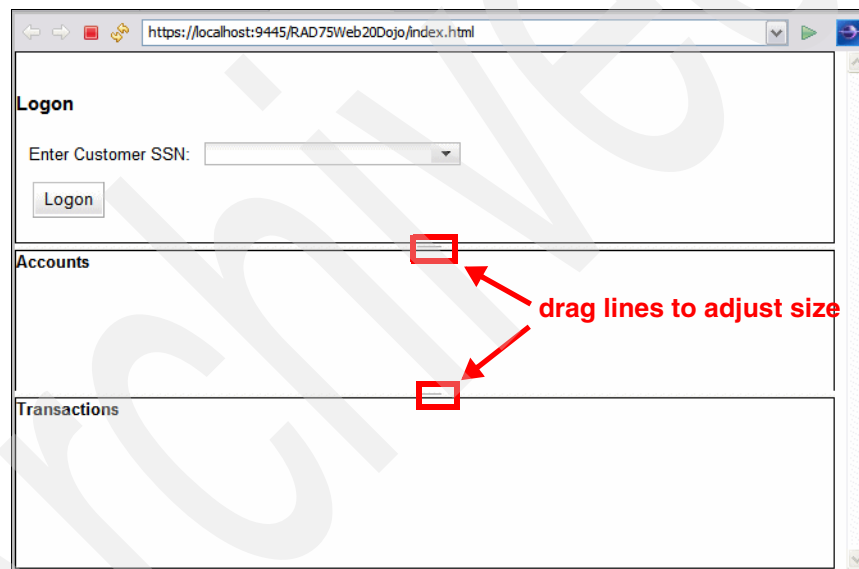 https://localhost:9445/RAD75Web20Dojo/index.html
Logon
Enter Customer SSN:
Logon
Accounts
drag lines to adjust size
Transactions